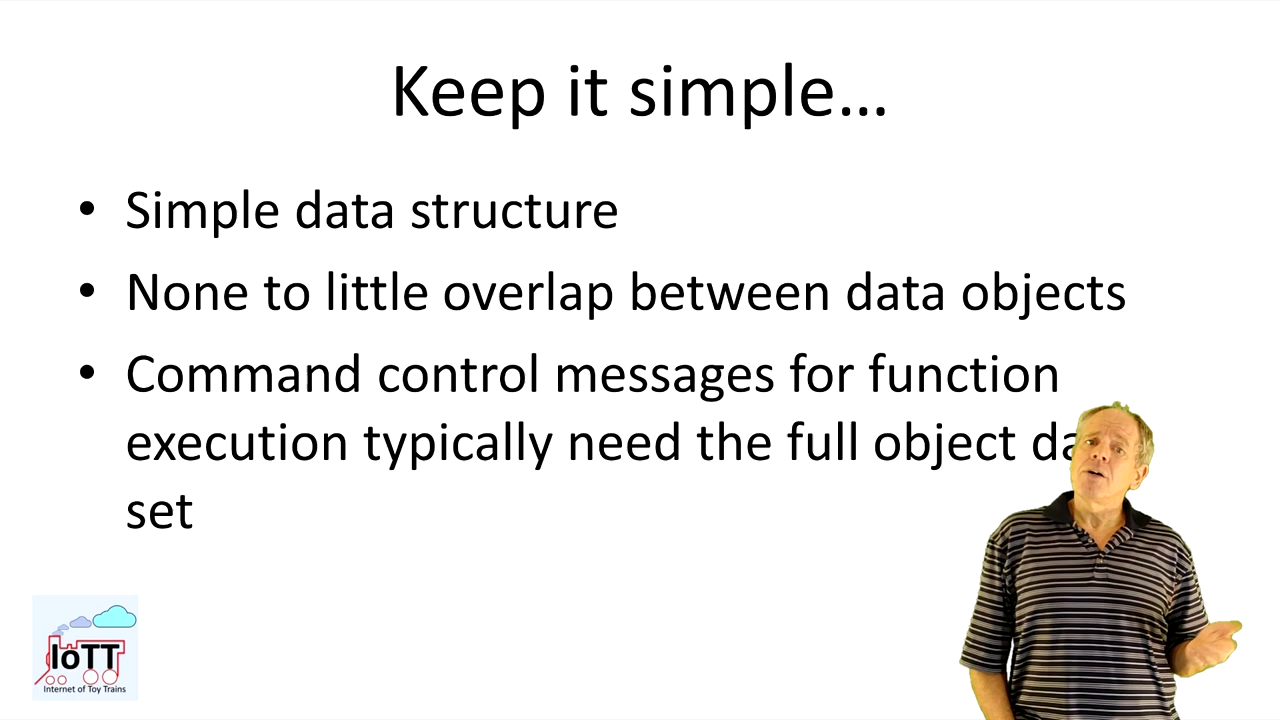 Keep it simple...
• Simple data structure
• None to little overlap between data objects
• Command control messages for function
execution typically need the full object
set
IoTT
Internet of Toy Trains